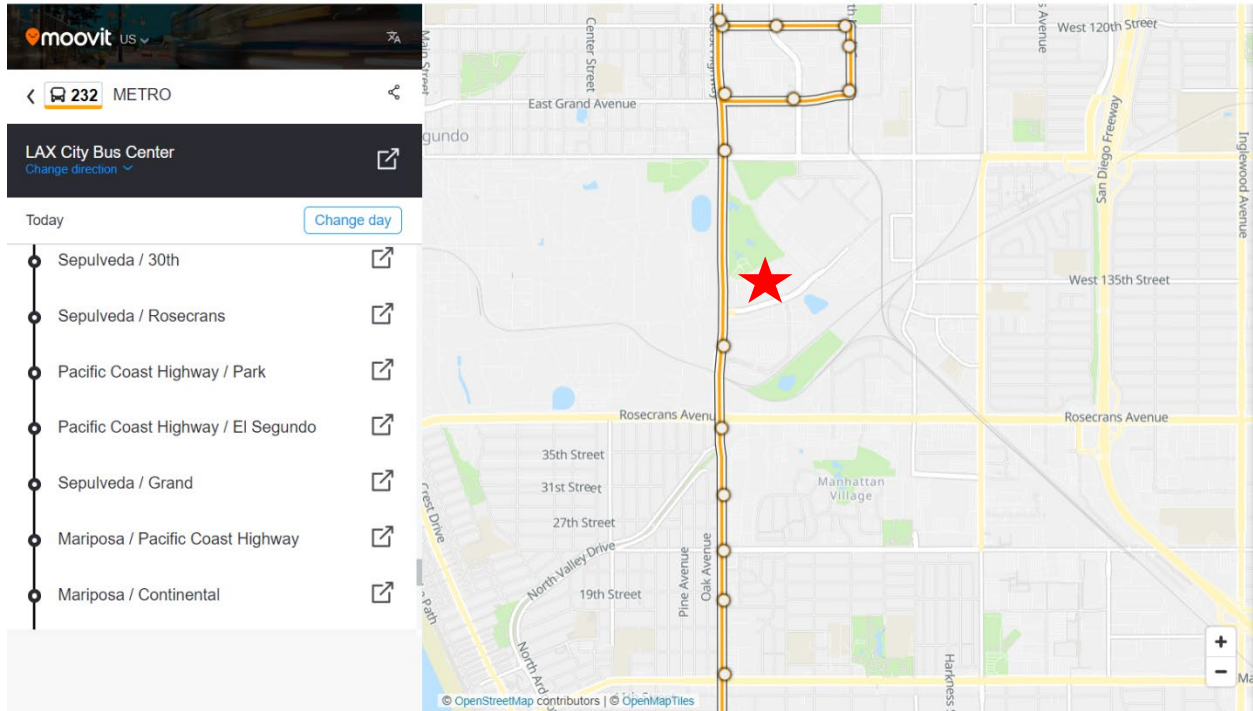 moovit US
232 METRO
LAX City Bus Center
Change direction
Today
Change day
Sepulveda / 30th
Sepulveda / Rosecrans
Pacific Coast Highway / Park
Pacific Coast Highway / El Segundo
Sepulveda / Grand
Mariposa / Pacific Coast Highway
Mariposa / Continental
Main Street
Center Street
West 120th Street
East Grand Avenue
gundo
San Diego Freeway
Inglewood Avenue
West 135th Street
Rosecrans Avenu
Rosecrans Avenue
35th Street
31st Street
27th Street
19th Street
Manhattan
Village
Crest Drive
North Valley Drive
Pine Avenue
Oak Avenue
+
−
© OpenStreetMap contributors | © OpenMapTiles